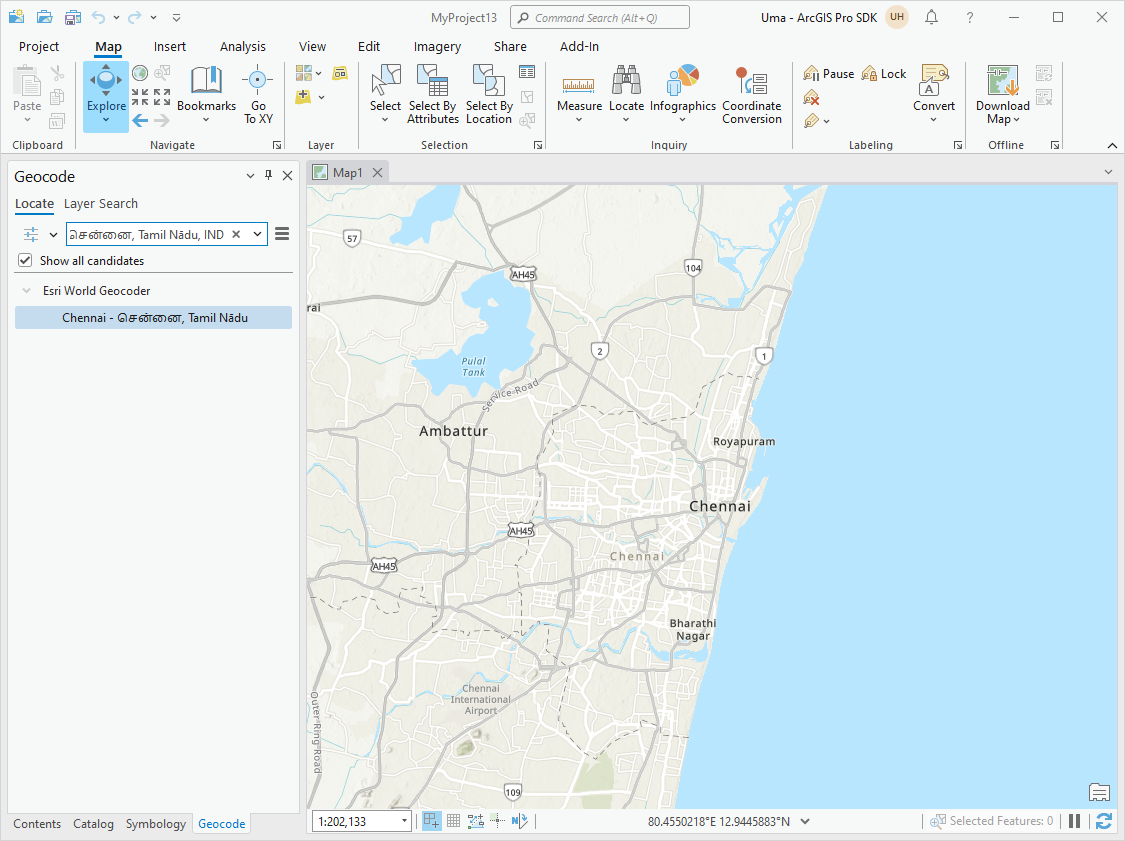 MyProject13
Command Search (Alt+Q)
Uma - ArcGIS Pro SDK
UH
?
Project
Map
Insert
Analysis
View
Edit
Imagery
Share
Add-In
Paste
Clipboard
Explore
Bookmarks
Go
To XY
Navigate
Layer
Select
Select By
Attributes
Select By
Location
Selection
Measure
Locate
Infographics
Coordinate
Conversion
Inquiry
Pause
Lock
Convert
Labeling
Download
Map
Offline
Geocode
Locate
Layer Search
சென்னை, Tamil Nādu, IND
Show all candidates
Esri World Geocoder
Chennai - சென்னை, Tamil Nādu
Contents
Catalog
Symbology
Geocode
Map1
57
AH45
104
rai
2
1
Pulal
Tank
Service Road
Ambattur
Royapuram
Chennai
AH45
Chennai
AH45
Bharathi
Nagar
Chennai
International
Airport
Outer Ring Road
109
1:202,133
80.4550218°E 12.9445883°N
Selected Features: 0